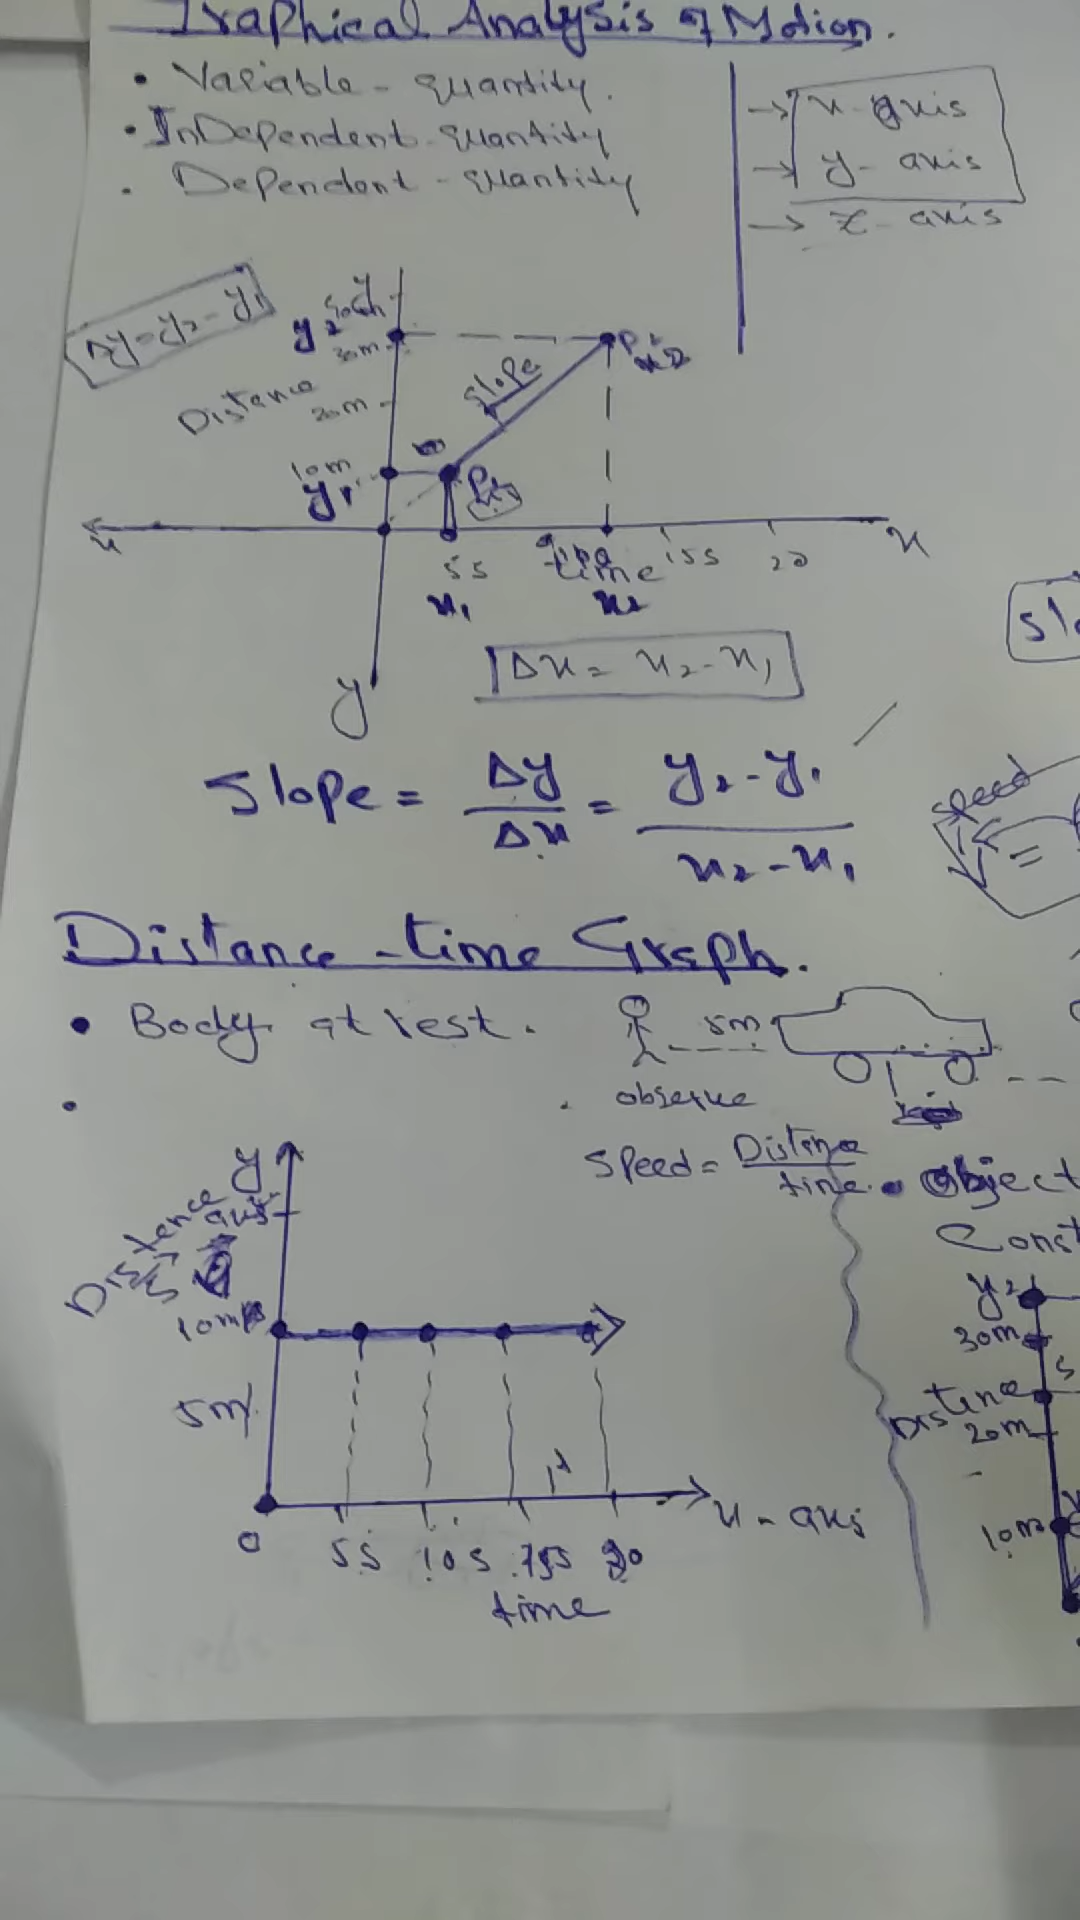 Graphical Analysis of Motion.
• Variable - quantity.
• InDependent - quantity
• Dependent - quantity
→ x-axis
→ y- axis
→ z- axis
Δy=y₂-y₁
y
y₂
30m
Distance
20m
slope
10m
y₁
P₁
x
x
5s
time
15s
20
x₁
x₂
Δx = x₂-x₁
y
Slope = Δy/Δx = y₂-y₁/x₂-x₁
Slo
speed
=
Distance-time Graph.
• Body at rest.
5m
observe
Speed = Distance/time
• Object
Const
y
axis
Distance
10m
5m
0
5s
10s
15s
20
x - axis
time
y₂
30m
Distance
20m
10m